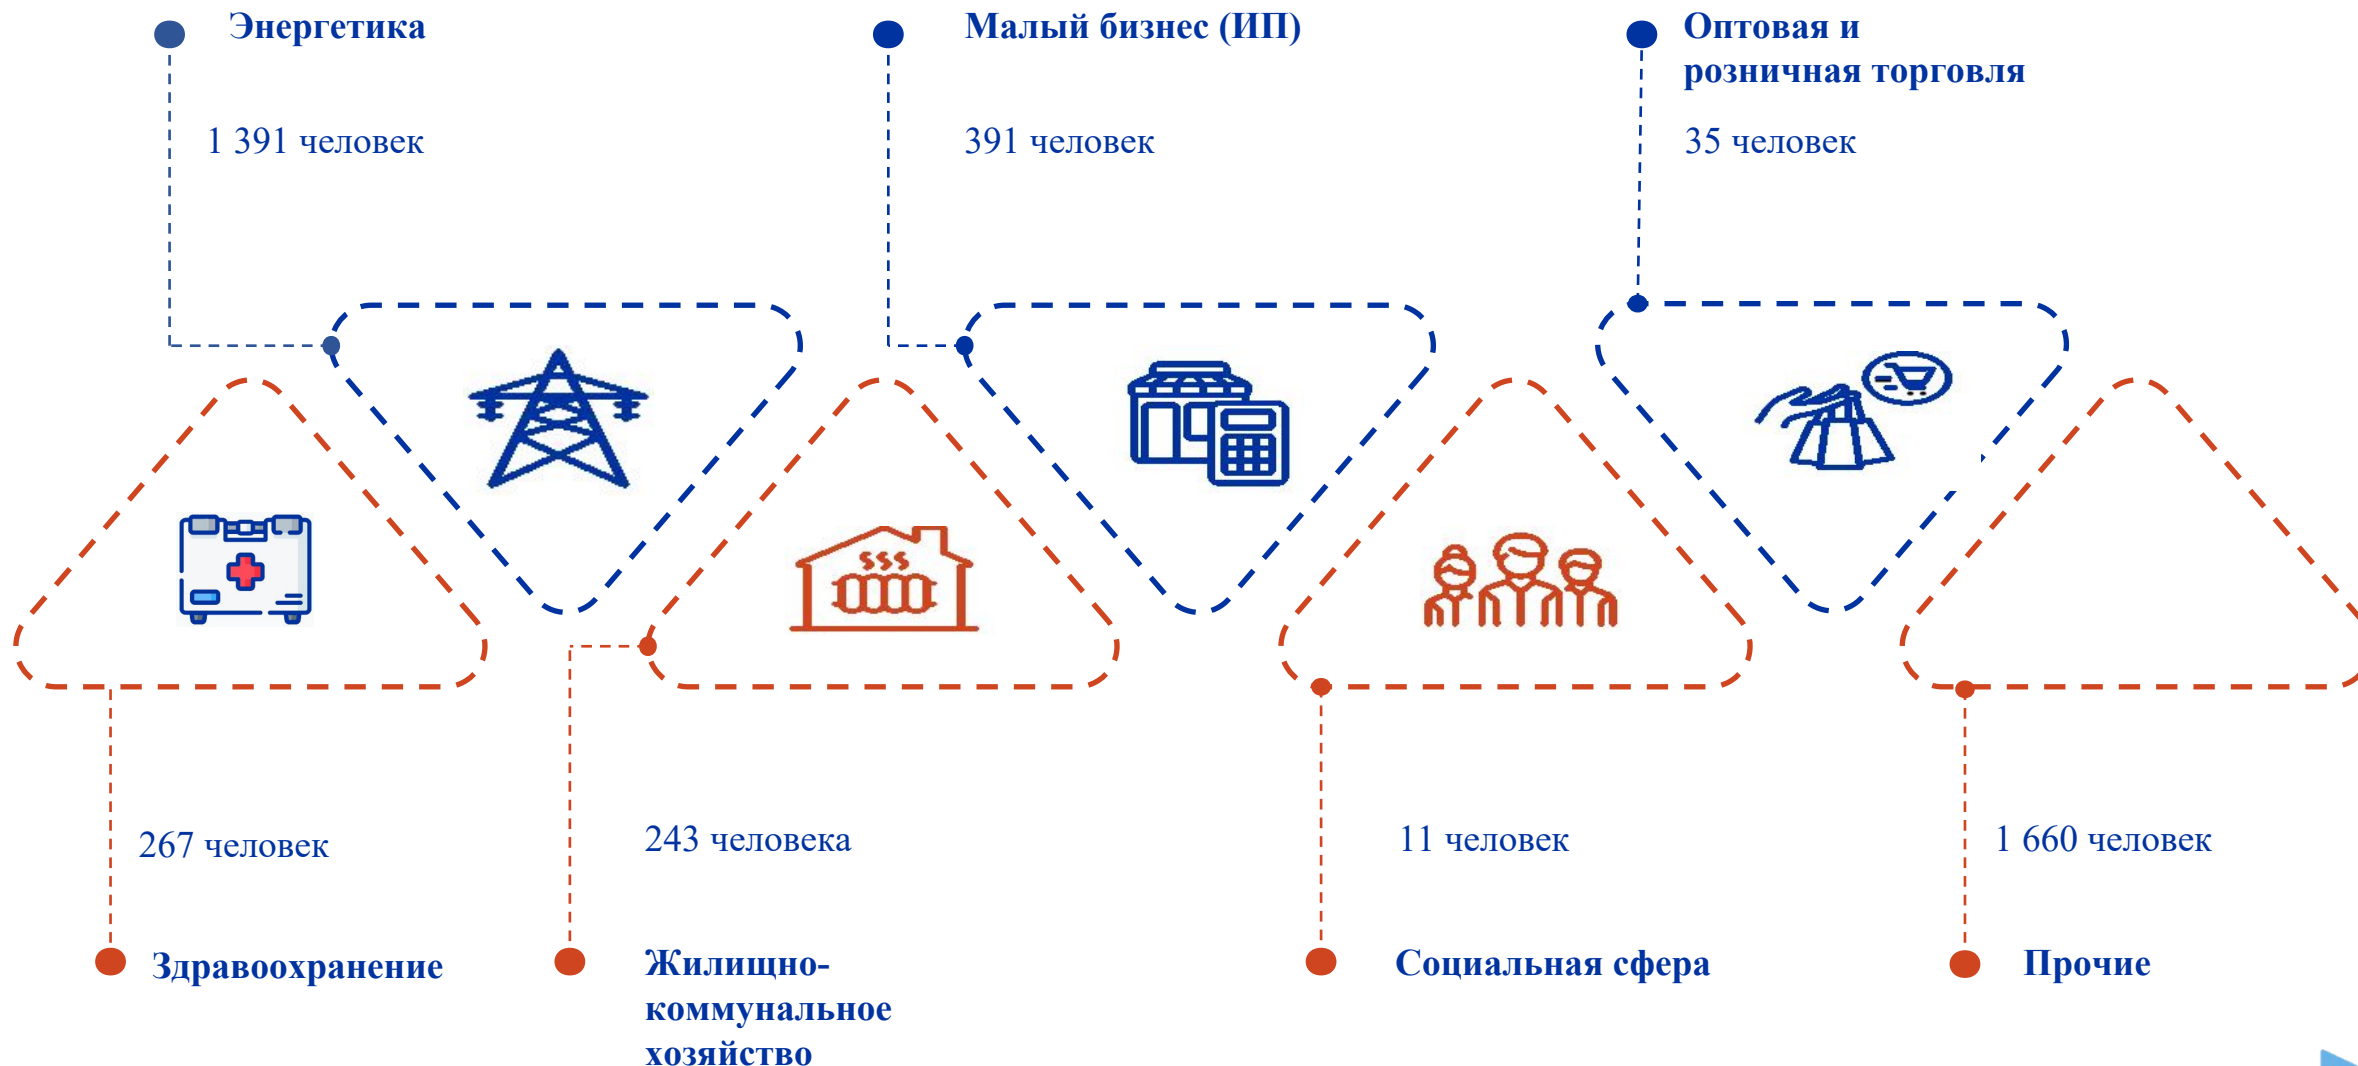 Энергетика
1 391 человек
Малый бизнес (ИП)
391 человек
Оптовая и
розничная торговля
35 человек
267 человек
Здравоохранение
243 человека
Жилищно-
коммунальное
хозяйство
11 человек
Социальная сфера
1 660 человек
Прочие